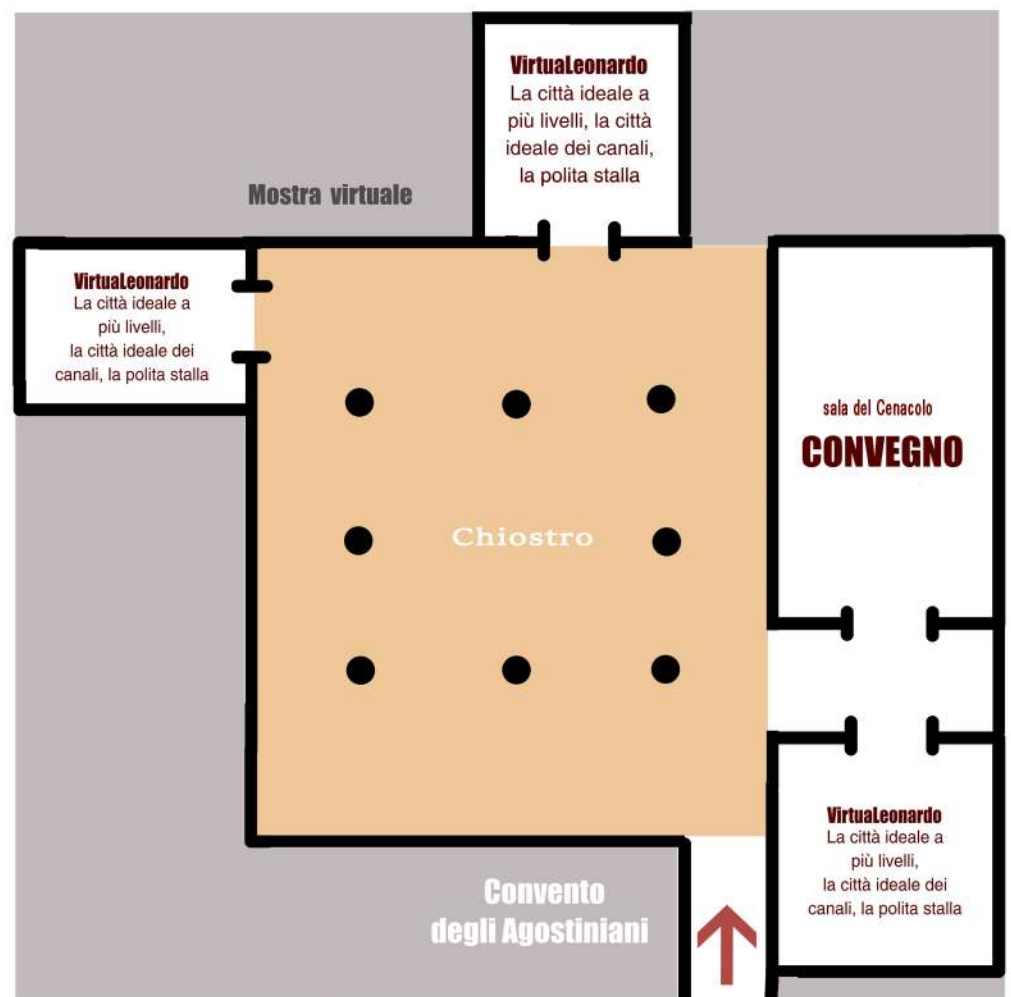 VirtuaLeonardo
La città ideale a
più livelli, la città
ideale dei canali,
la polita stalla
Mostra virtuale
VirtuaLeonardo
La città ideale a
più livelli,
la città ideale dei
canali, la polita stalla
sala del Cenacolo
CONVEGNO
Chiostro
VirtuaLeonardo
La città ideale a
più livelli,
la città ideale dei
canali, la polita stalla
Convento
degli Agostiniani